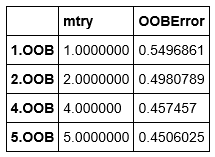 mtry OOBError
1.OOB 1.0000000 0.5496861
2.OOB 2.0000000 0.4980789
4.OOB 4.000000 0.457457
5.OOB 5.0000000 0.4506025